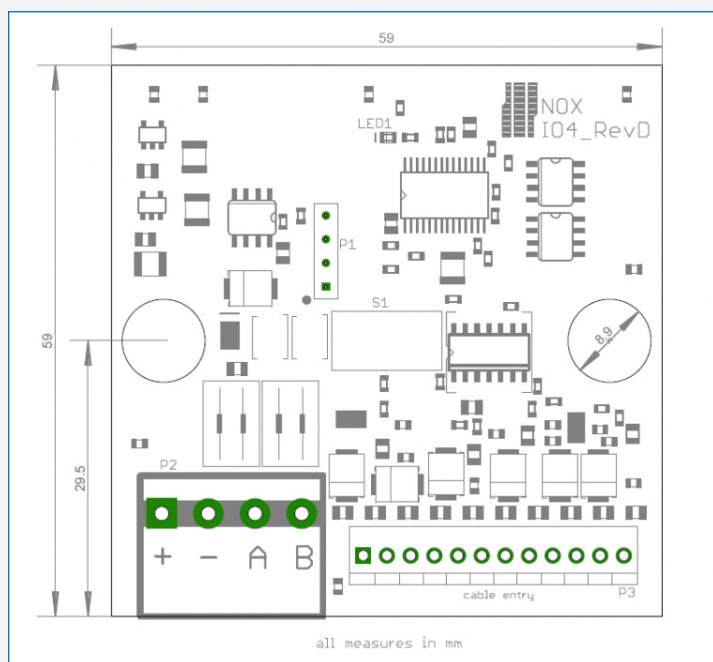 59
NOX
LED1
IO4_RevD
P1
S1
8.9
59
29.5
P2
+ - A B
P3
cable entry
all measures in mm